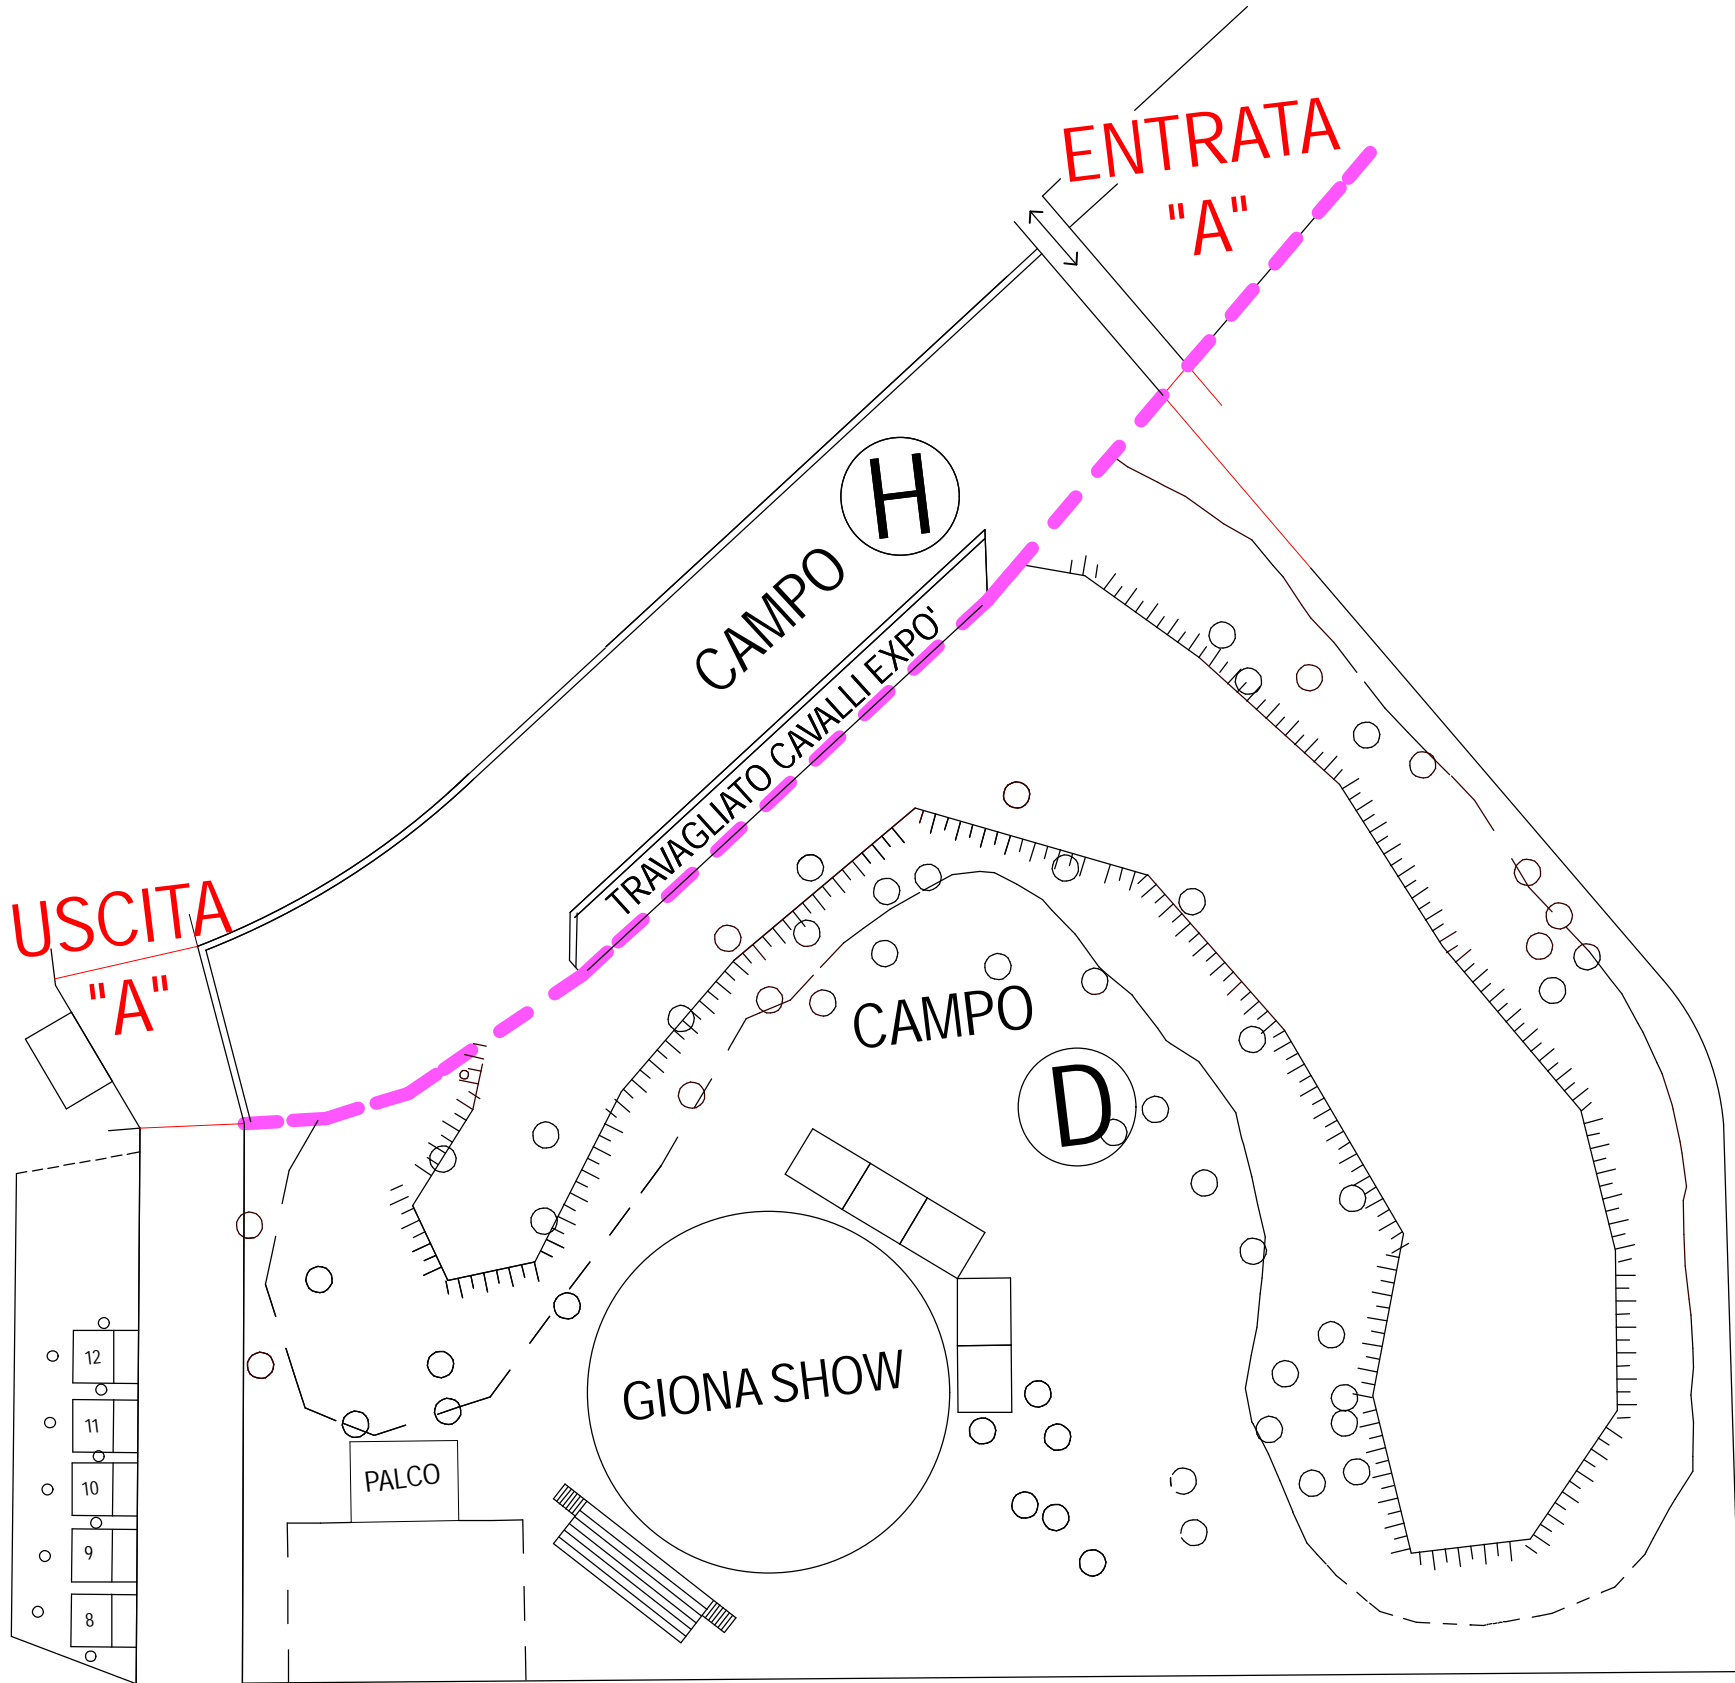 ENTRATA
"A"
H
CAMPO
TRAVAGLIATO CAVALLI EXPO'
USCITA
"A"
CAMPO
D
GIONA SHOW
PALCO
12
11
10
9
8